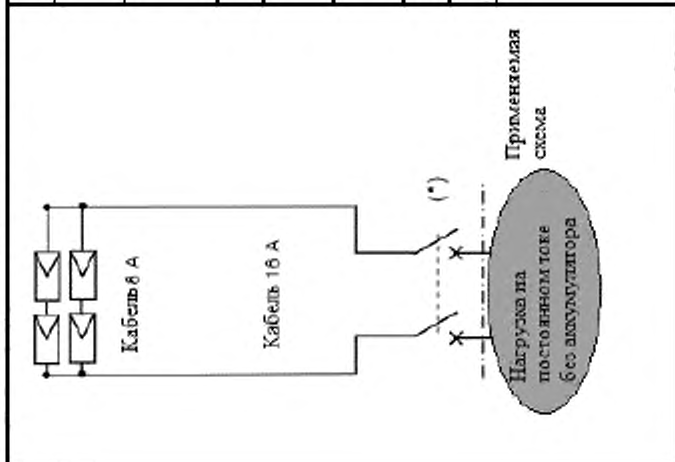 Кабель 8 А
Кабель 16 А
(*)
Применяемая
схема
Нагрузка на
постоянном токе
без аккумулятора